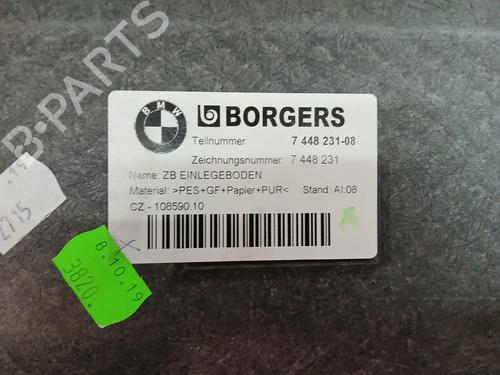 B-PARTS
BMW
BORGERS
Teilnummer 7 448 231-08
Zeichnungsnummer: 7 448 231
Name: ZB EINLEGEBODEN
Material: >PES+GF+Papier+PUR< Stand: AI:08
CZ - 108590.10
8.10.19
3820.